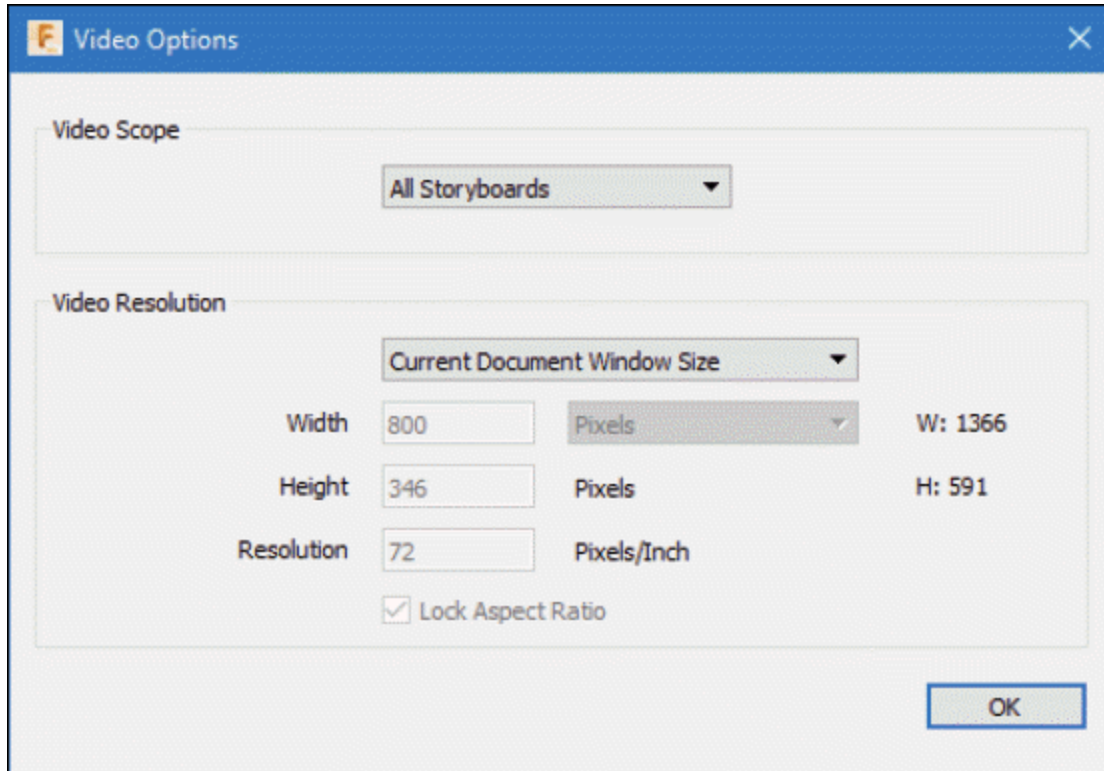 F Video Options
Video Scope
All Storyboards
Video Resolution
Current Document Window Size
Width 800 Pixels W: 1366
Height 346 Pixels H: 591
Resolution 72 Pixels/Inch
Lock Aspect Ratio
OK